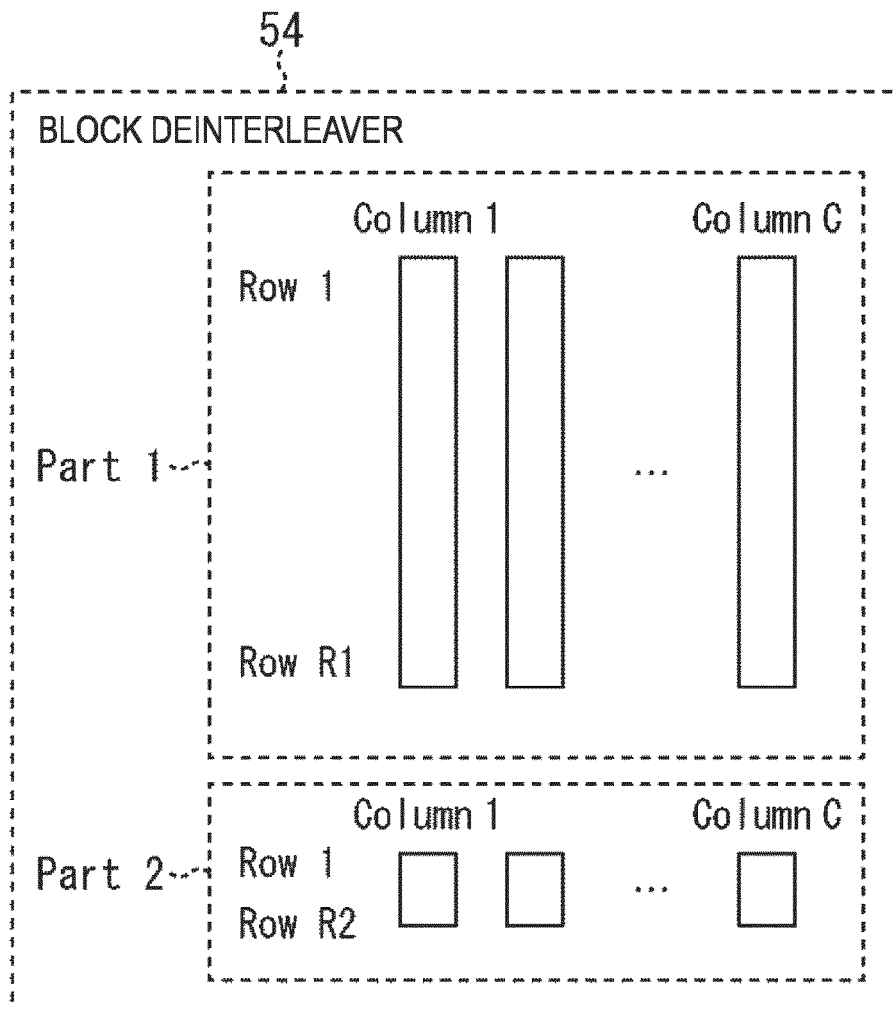 54
BLOCK DEINTERLEAVER
Column 1 Column C
Row 1
Part 1
...
Row R1
Column 1 Column C
Row 1
Part 2
...
Row R2